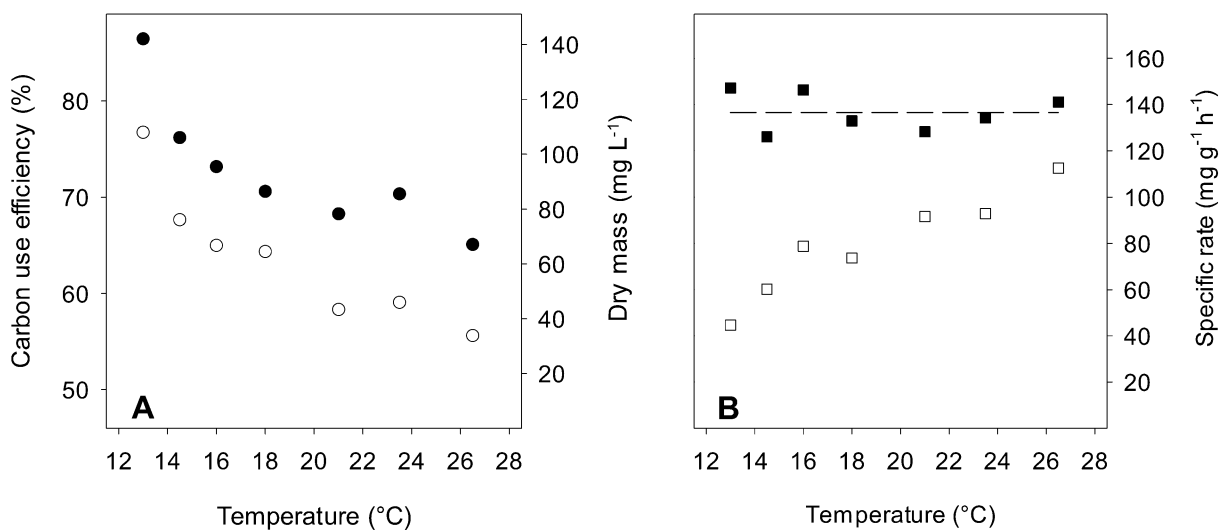 Carbon use efficiency (%)
80
70
60
50
140
120
100
80
60
40
20
Dry mass (mg L⁻¹)
A
12 14 16 18 20 22 24 26 28
Temperature (°C)
160
140
120
100
80
60
40
20
Specific rate (mg g⁻¹ h⁻¹)
B
12 14 16 18 20 22 24 26 28
Temperature (°C)